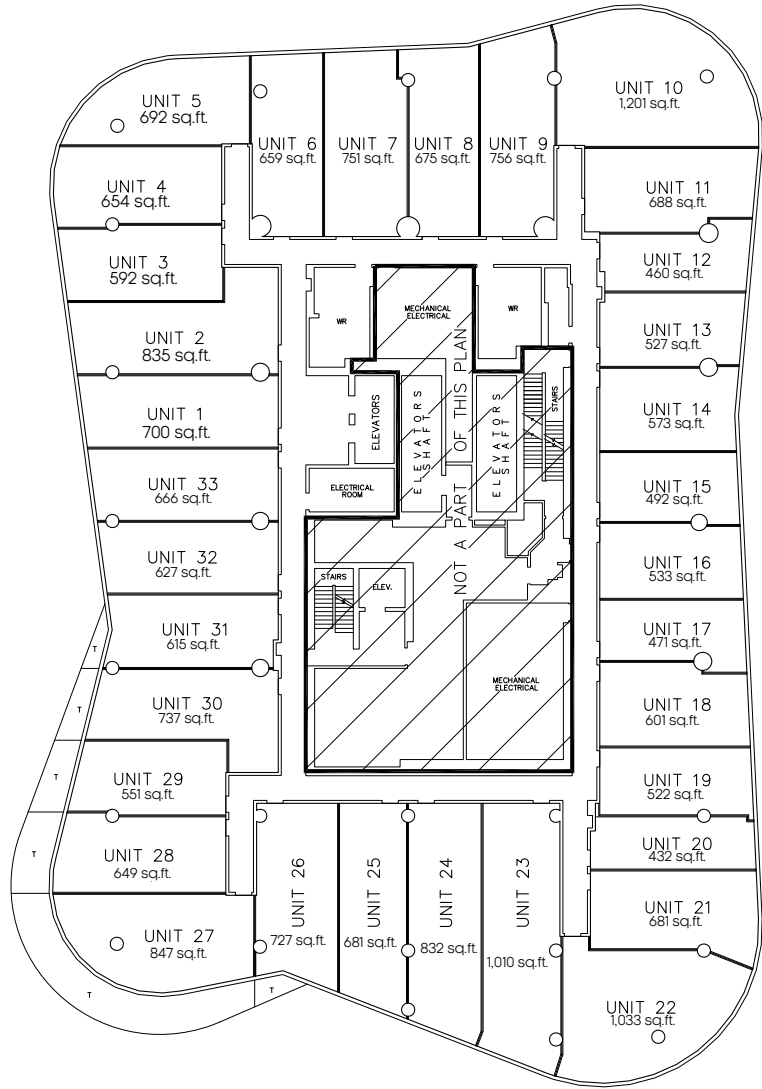 UNIT 5
692 sq.ft.
UNIT 6
659 sq.ft.
UNIT 7
751 sq.ft.
UNIT 8
675 sq.ft.
UNIT 9
756 sq.ft.
UNIT 10
1,201 sq.ft.
UNIT 4
654 sq.ft.
UNIT 11
688 sq.ft.
UNIT 3
592 sq.ft.
UNIT 12
460 sq.ft.
UNIT 2
835 sq.ft.
WR
MECHANICAL
ELECTRICAL
WR
UNIT 13
527 sq.ft.
UNIT 1
700 sq.ft.
ELEVATORS
ELEVATORS
SHAFT
NOT A PART OF THIS PLAN
ELEVATORS
SHAFT
STAIRS
UNIT 14
573 sq.ft.
UNIT 33
666 sq.ft.
ELECTRICAL
ROOM
UNIT 15
492 sq.ft.
UNIT 32
627 sq.ft.
STAIRS
ELEV.
UNIT 16
533 sq.ft.
UNIT 31
615 sq.ft.
UNIT 17
471 sq.ft.
T
UNIT 30
737 sq.ft.
MECHANICAL
ELECTRICAL
UNIT 18
601 sq.ft.
T
UNIT 29
551 sq.ft.
UNIT 19
522 sq.ft.
T
UNIT 28
649 sq.ft.
T
UNIT 20
432 sq.ft.
UNIT 27
847 sq.ft.
UNIT 26
727 sq.ft.
UNIT 25
681 sq.ft.
UNIT 24
832 sq.ft.
UNIT 23
1,010 sq.ft.
UNIT 21
681 sq.ft.
T
T
UNIT 22
1,033 sq.ft.